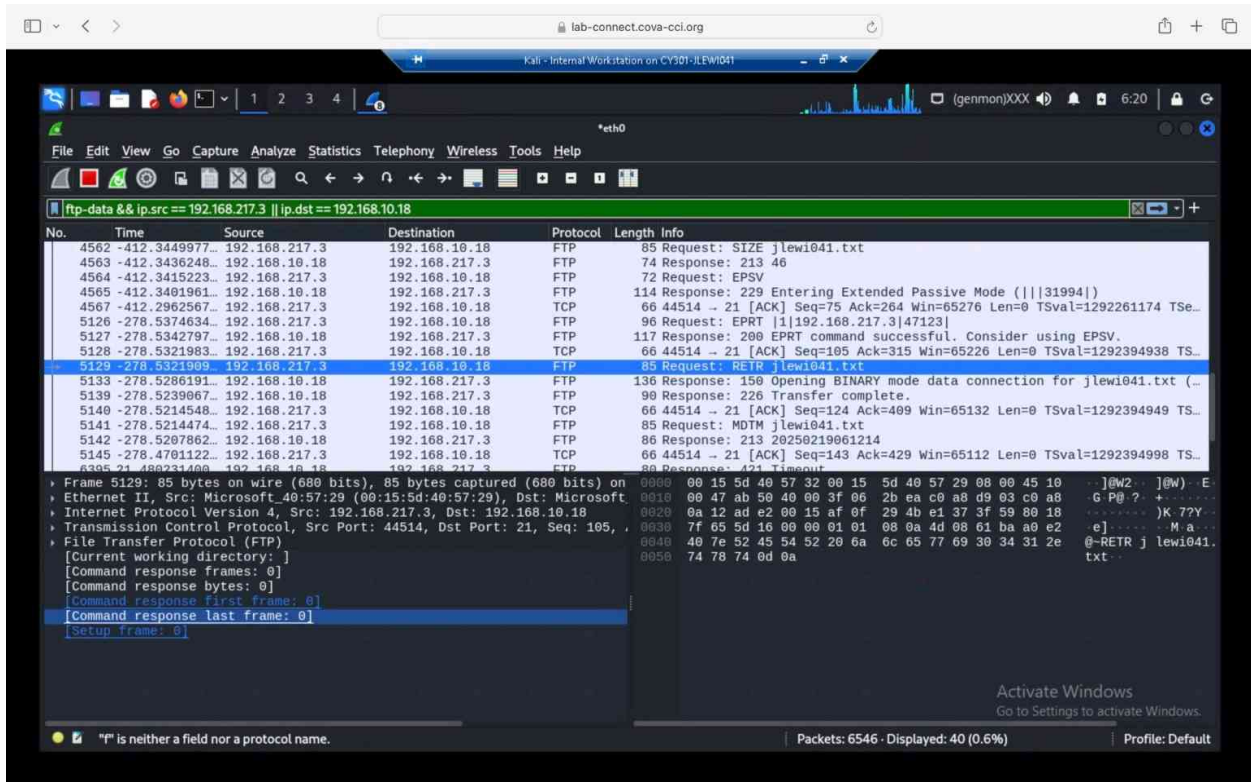 lab-connect.cova-cci.org
Kali - Internal Workstation on CY301-JLEWI041
1 2 3 4
(genmon)XXX 6:20
*eth0
File Edit View Go Capture Analyze Statistics Telephony Wireless Tools Help
ftp-data && ip.src == 192.168.217.3 || ip.dst == 192.168.10.18
No. Time Source Destination Protocol Length Info
4562 -412.3449977… 192.168.217.3 192.168.10.18 FTP 85 Request: SIZE jlewi041.txt
4563 -412.3436248… 192.168.10.18 192.168.217.3 FTP 74 Response: 213 46
4564 -412.3415223… 192.168.217.3 192.168.10.18 FTP 72 Request: EPSV
4565 -412.3401961… 192.168.10.18 192.168.217.3 FTP 114 Response: 229 Entering Extended Passive Mode (|||31994|)
4567 -412.2962567… 192.168.217.3 192.168.10.18 TCP 66 44514 → 21 [ACK] Seq=75 Ack=264 Win=65276 Len=0 TSval=1292261174 TSe…
5126 -278.5374634… 192.168.217.3 192.168.10.18 FTP 96 Request: EPRT |1|192.168.217.3|47123|
5127 -278.5342797… 192.168.10.18 192.168.217.3 FTP 117 Response: 200 EPRT command successful. Consider using EPSV.
5128 -278.5321983… 192.168.217.3 192.168.10.18 TCP 66 44514 → 21 [ACK] Seq=105 Ack=315 Win=65226 Len=0 TSval=1292394938 TS…
5129 -278.5321909… 192.168.217.3 192.168.10.18 FTP 85 Request: RETR jlewi041.txt
5133 -278.5286191… 192.168.10.18 192.168.217.3 FTP 136 Response: 150 Opening BINARY mode data connection for jlewi041.txt (…
5139 -278.5239067… 192.168.10.18 192.168.217.3 FTP 90 Response: 226 Transfer complete.
5140 -278.5214548… 192.168.217.3 192.168.10.18 TCP 66 44514 → 21 [ACK] Seq=124 Ack=409 Win=65132 Len=0 TSval=1292394949 TS…
5141 -278.5214474… 192.168.217.3 192.168.10.18 FTP 85 Request: MDTM jlewi041.txt
5142 -278.5207862… 192.168.10.18 192.168.217.3 FTP 86 Response: 213 20250219061214
5145 -278.4701122… 192.168.217.3 192.168.10.18 TCP 66 44514 → 21 [ACK] Seq=143 Ack=429 Win=65112 Len=0 TSval=1292394998 TS…
6395 21.480231400 192.168.10.18 192.168.217.3 FTP 80 Response: 421 Timeout
Frame 5129: 85 bytes on wire (680 bits), 85 bytes captured (680 bits) on
Ethernet II, Src: Microsoft_40:57:29 (00:15:5d:40:57:29), Dst: Microsoft
Internet Protocol Version 4, Src: 192.168.217.3, Dst: 192.168.10.18
Transmission Control Protocol, Src Port: 44514, Dst Port: 21, Seq: 105,
File Transfer Protocol (FTP)
[Current working directory: ]
[Command response frames: 0]
[Command response bytes: 0]
[Command response first frame: 0]
[Command response last frame: 0]
[Setup frame: 0]
0000 00 15 5d 40 57 32 00 15 5d 40 57 29 08 00 45 10 ··]@W2·· ]@W)··E·
0010 00 47 ab 50 40 00 3f 06 2b ea c0 a8 d9 03 c0 a8 ·G·P@·?· +·······
0020 0a 12 ad e2 00 15 af 0f 29 4b e1 37 3f 59 80 18 ········ )K·7?Y··
0030 7f 65 5d 16 00 00 01 01 08 0a 4d 08 61 ba a0 e2 ·e]····· ··M·a···
0040 40 7e 52 45 54 52 20 6a 6c 65 77 69 30 34 31 2e @~RETR j lewi041.
0050 74 78 74 0d 0a txt··
Activate Windows
Go to Settings to activate Windows.
"f" is neither a field nor a protocol name.
Packets: 6546 · Displayed: 40 (0.6%)
Profile: Default